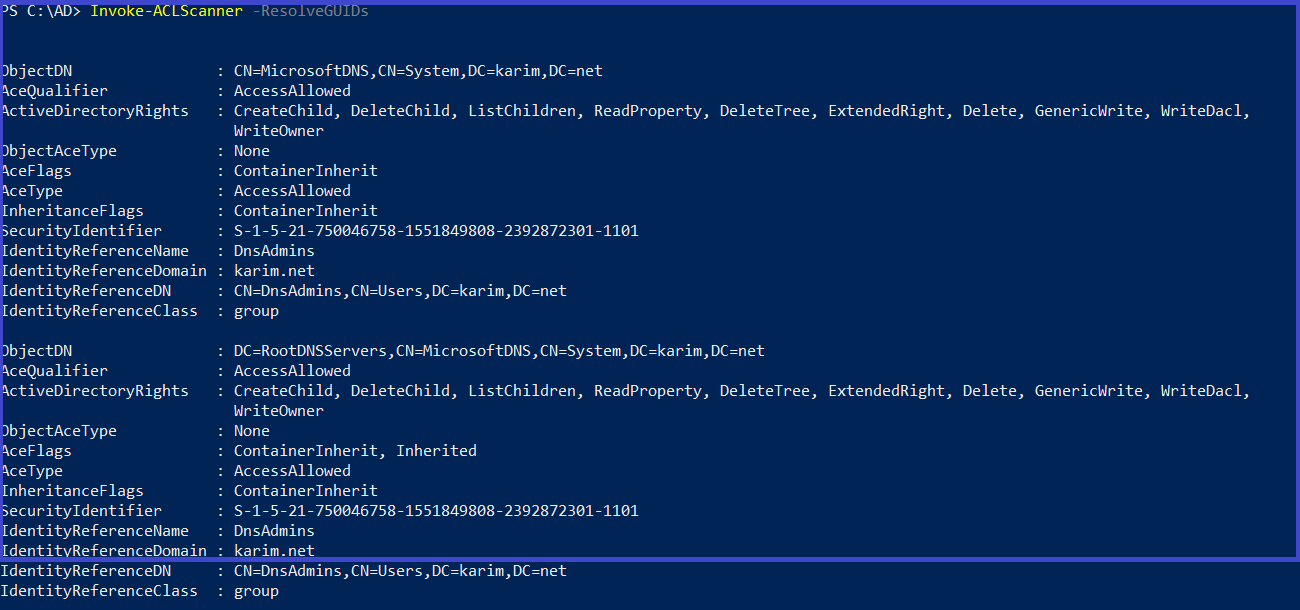 PS C:\AD> Invoke-ACLScanner -ResolveGUIDs
ObjectDN : CN=MicrosoftDNS,CN=System,DC=karim,DC=net
AceQualifier : AccessAllowed
ActiveDirectoryRights : CreateChild, DeleteChild, ListChildren, ReadProperty, DeleteTree, ExtendedRight, Delete, GenericWrite, WriteDacl,
WriteOwner
ObjectAceType : None
AceFlags : ContainerInherit
AceType : AccessAllowed
InheritanceFlags : ContainerInherit
SecurityIdentifier : S-1-5-21-750046758-1551849808-2392872301-1101
IdentityReferenceName : DnsAdmins
IdentityReferenceDomain : karim.net
IdentityReferenceDN : CN=DnsAdmins,CN=Users,DC=karim,DC=net
IdentityReferenceClass : group
ObjectDN : DC=RootDNSServers,CN=MicrosoftDNS,CN=System,DC=karim,DC=net
AceQualifier : AccessAllowed
ActiveDirectoryRights : CreateChild, DeleteChild, ListChildren, ReadProperty, DeleteTree, ExtendedRight, Delete, GenericWrite, WriteDacl,
WriteOwner
ObjectAceType : None
AceFlags : ContainerInherit, Inherited
AceType : AccessAllowed
InheritanceFlags : ContainerInherit
SecurityIdentifier : S-1-5-21-750046758-1551849808-2392872301-1101
IdentityReferenceName : DnsAdmins
IdentityReferenceDomain : karim.net
IdentityReferenceDN : CN=DnsAdmins,CN=Users,DC=karim,DC=net
IdentityReferenceClass : group